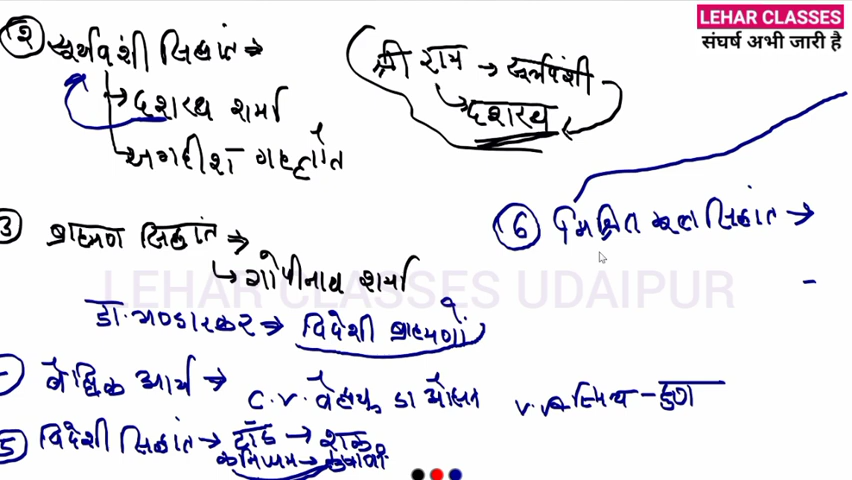 LEHAR CLASSES
संघर्ष अभी जारी है
② सूर्यवंशी सिद्धांत ⇒
→ दशरथ शर्मा
→ जगदीश गहलोत
श्री राम → सूर्यवंशी
→ दशरथ
③ ब्राह्मण सिद्धांत ⇒
→ गोपीनाथ शर्मा
डा. भण्डारकर ⇒ विदेशी ब्राह्मणों
वैदिक आर्य → C.V. वैद्य, डा
V.A. स्मिथ - हुण
⑤ विदेशी सिद्धांत → टॉड → शक
कनिंघम → कुषाण
⑥ मिश्रित सिद्धांत →
LEHAR CLASSES UDAIPUR